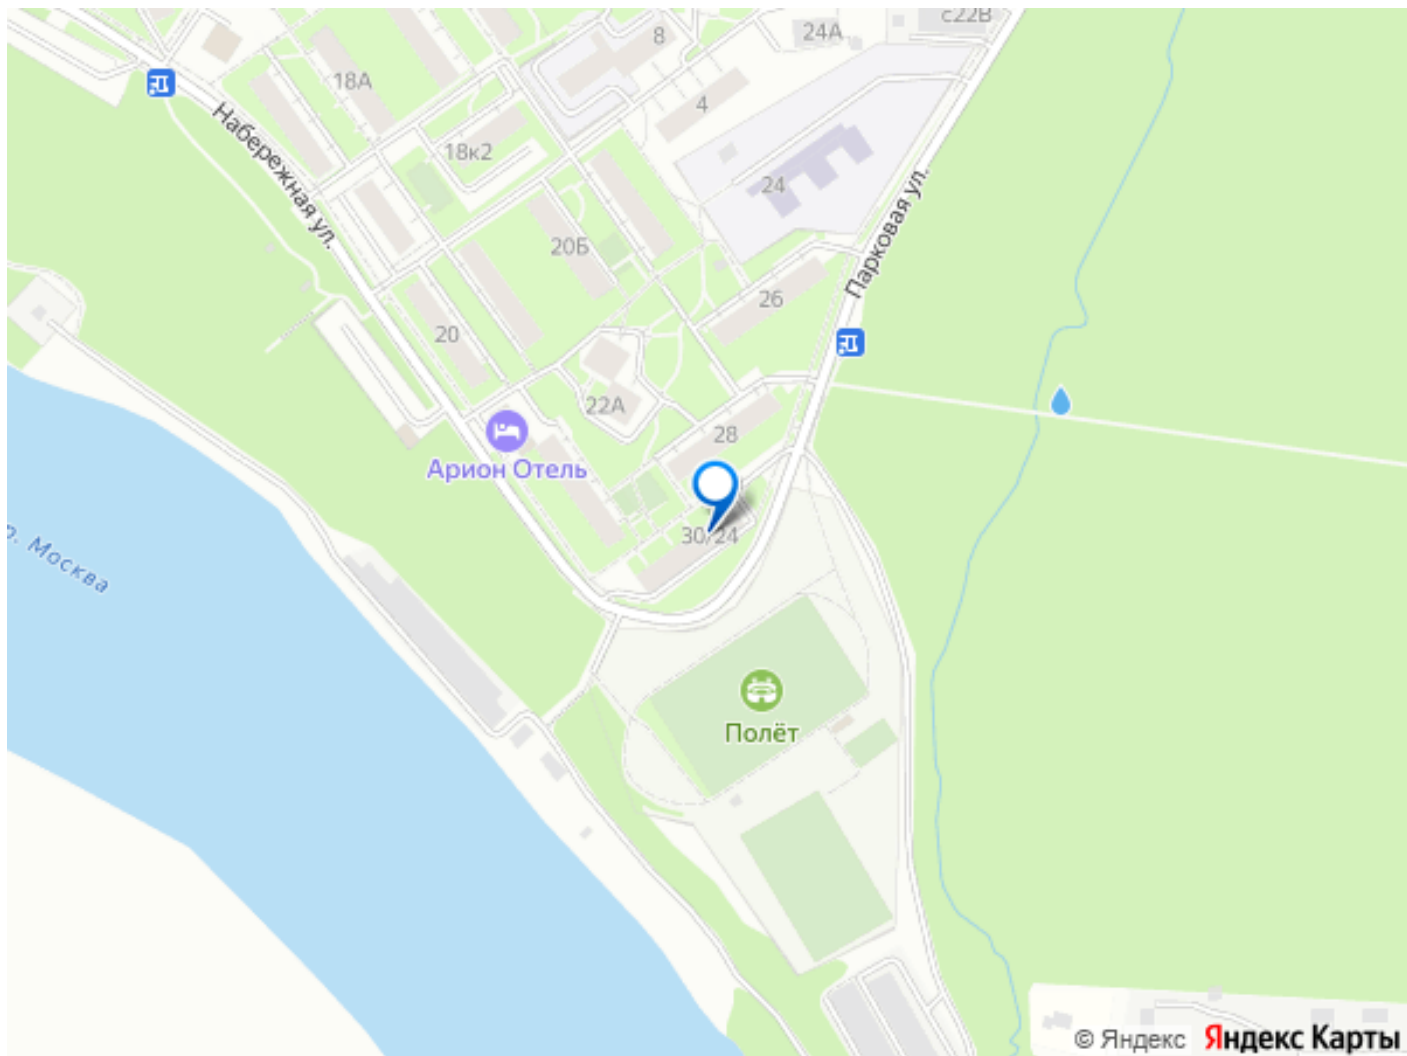 с22В
24А
8
18А
4
Набережная ул.
18к2
24
Парковая ул.
20Б
26
20
22А
28
Арион Отель
30/24
р. Москва
Полёт
© Яндекс Яндекс Карты